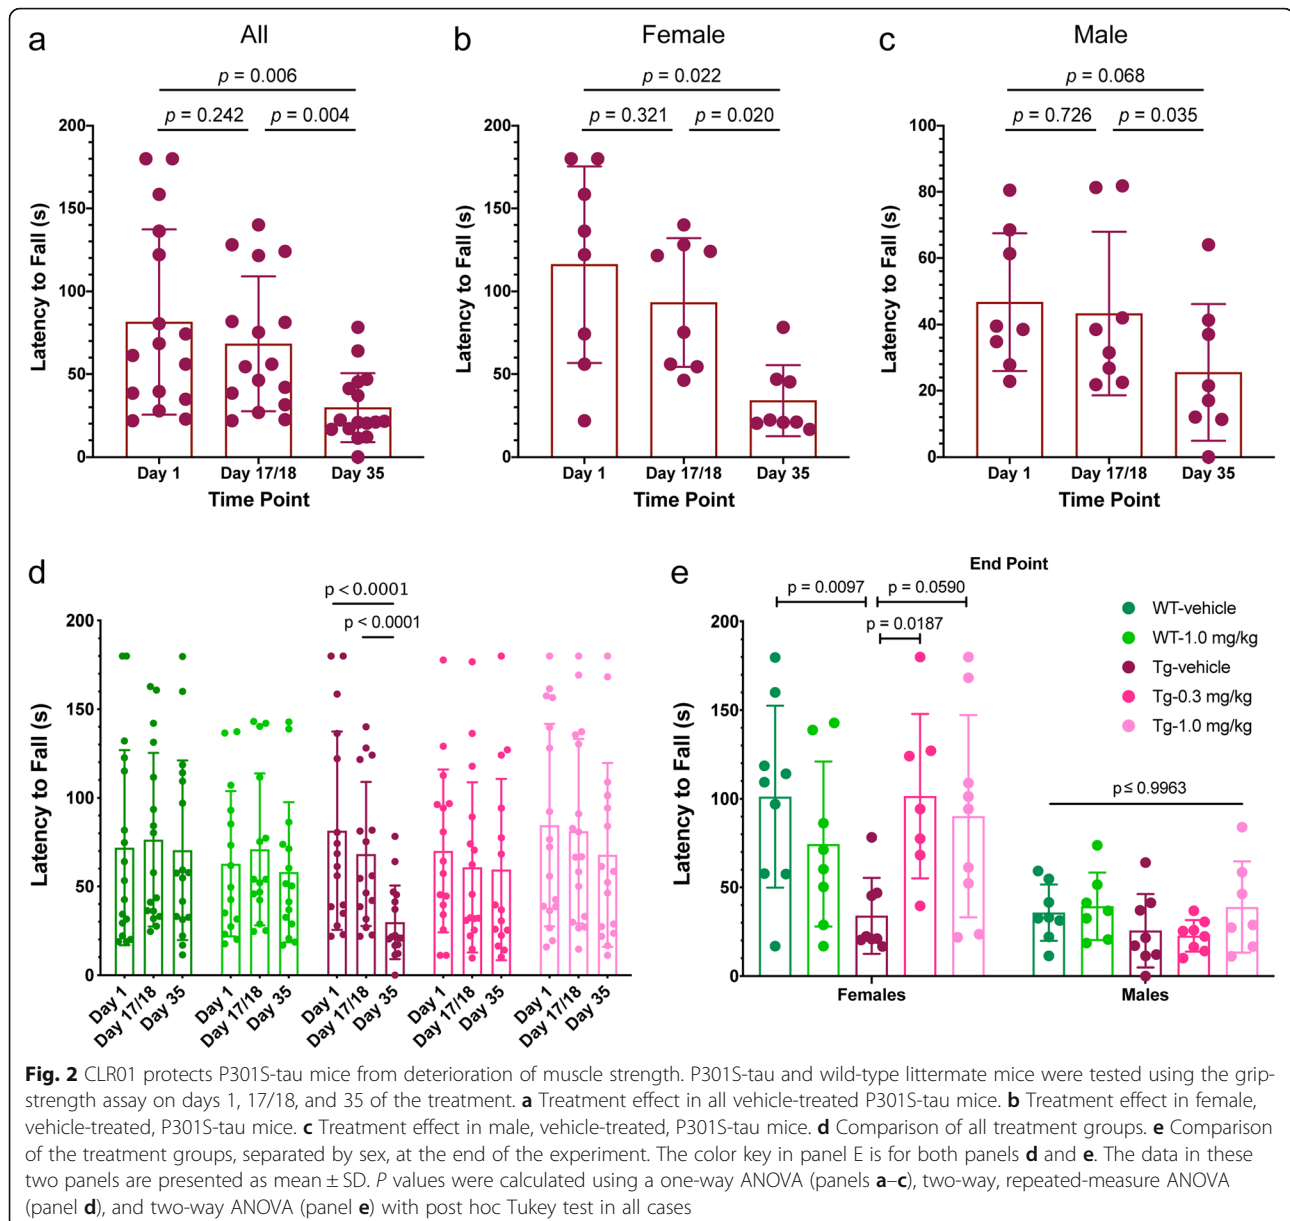 a
All
p = 0.006
p = 0.242
p = 0.004
200
150
100
50
0
Latency to Fall (s)
Day 1
Day 17/18
Day 35
Time Point
b
Female
p = 0.022
p = 0.321
p = 0.020
200
150
100
50
0
Latency to Fall (s)
Day 1
Day 17/18
Day 35
Time Point
c
Male
p = 0.068
p = 0.726
p = 0.035
100
80
60
40
20
0
Latency to Fall (s)
Day 1
Day 17/18
Day 35
Time Point
d
p < 0.0001
p < 0.0001
200
150
100
50
0
Latency to Fall (s)
Day 1
Day 17/18
Day 35
Day 1
Day 17/18
Day 35
Day 1
Day 17/18
Day 35
Day 1
Day 17/18
Day 35
Day 1
Day 17/18
Day 35
e
End Point
p = 0.0097
p = 0.0590
p = 0.0187
WT-vehicle
WT-1.0 mg/kg
Tg-vehicle
Tg-0.3 mg/kg
Tg-1.0 mg/kg
p ≤ 0.9963
200
150
100
50
0
Latency to Fall (s)
Females
Males
Fig. 2 CLR01 protects P301S-tau mice from deterioration of muscle strength. P301S-tau and wild-type littermate mice were tested using the grip-
strength assay on days 1, 17/18, and 35 of the treatment. a Treatment effect in all vehicle-treated P301S-tau mice. b Treatment effect in female,
vehicle-treated, P301S-tau mice. c Treatment effect in male, vehicle-treated, P301S-tau mice. d Comparison of all treatment groups. e Comparison
of the treatment groups, separated by sex, at the end of the experiment. The color key in panel E is for both panels d and e. The data in these
two panels are presented as mean ± SD. P values were calculated using a one-way ANOVA (panels a–c), two-way, repeated-measure ANOVA
(panel d), and two-way ANOVA (panel e) with post hoc Tukey test in all cases